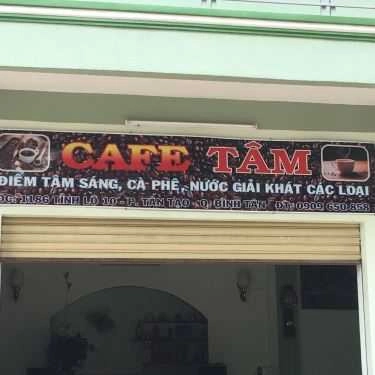 CAFE TÂM
ĐIỂM TÂM SÁNG, CÀ PHÊ, NƯỚC GIẢI KHÁT CÁC LOẠI
ĐC: 1186 TỈNH LỘ 10 - P. TÂN TẠO - Q. BÌNH TÂN ĐT: 0909 650 858